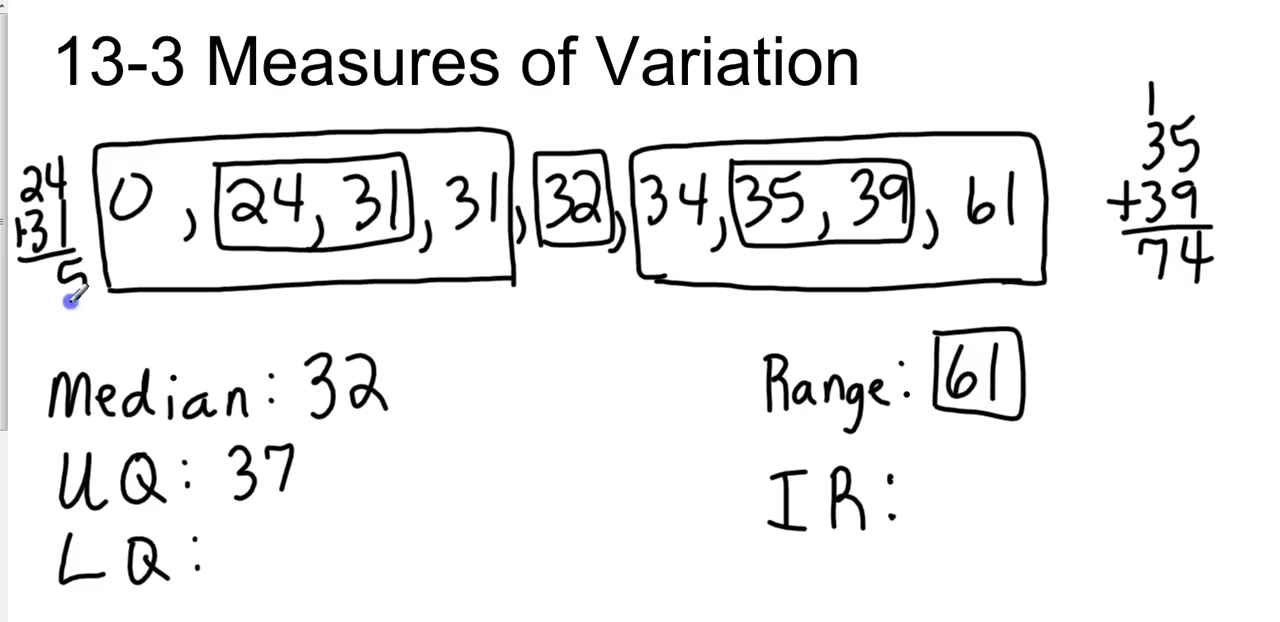 13-3 Measures of Variation
0, 24, 31, 31, 32, 34, 35, 39, 61
24
+31
5
1
35
+39
74
Median: 32
Range: 61
UQ: 37
IR:
LQ: